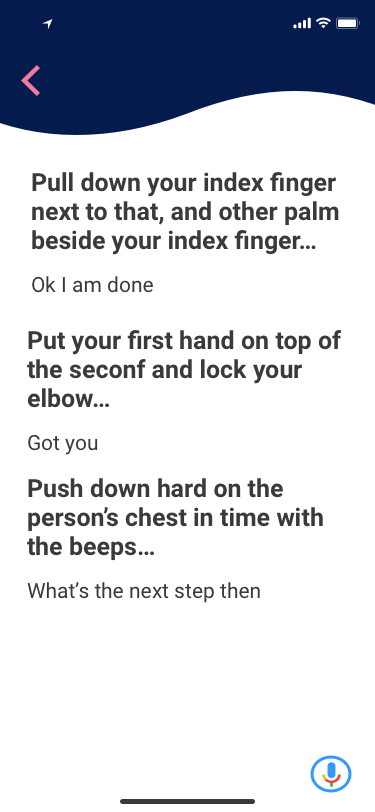 Pull down your index finger
next to that, and other palm
beside your index finger...
Ok I am done
Put your first hand on top of
the seconf and lock your
elbow...
Got you
Push down hard on the
person's chest in time with
the beeps...
What's the next step then